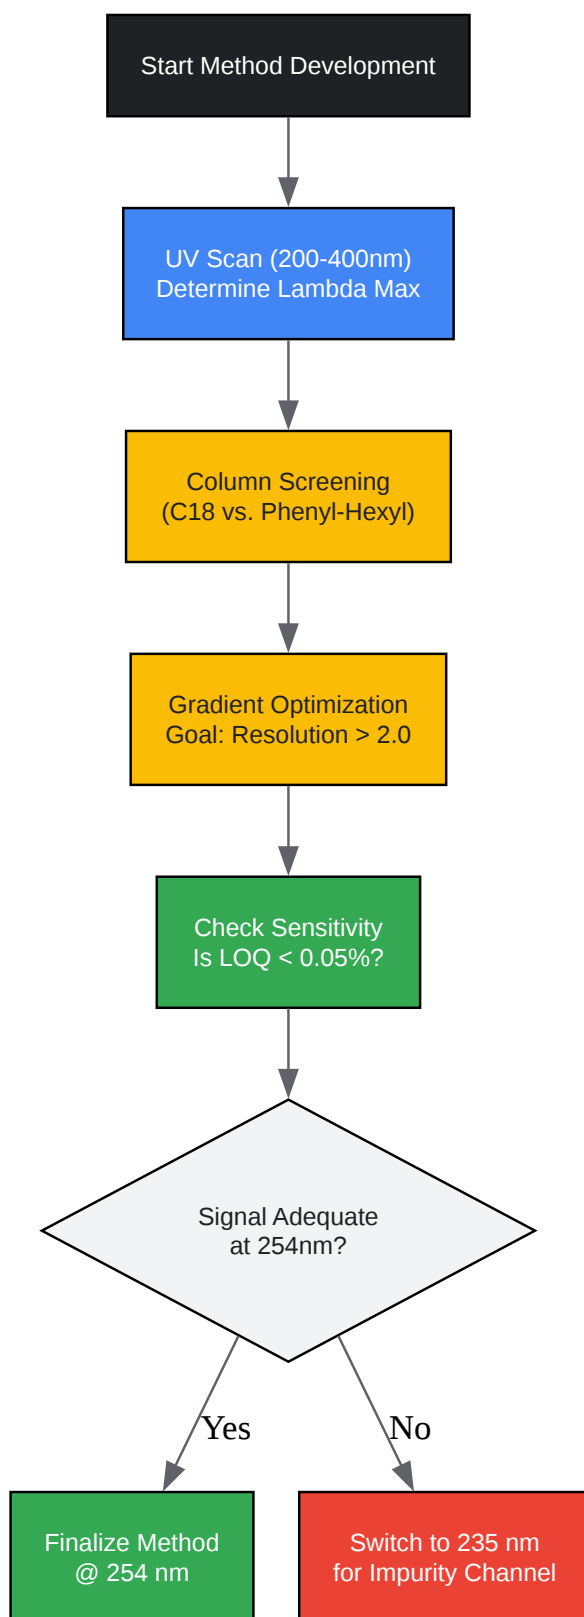 Start Method Development
UV Scan (200-400nm)
Determine Lambda Max
Column Screening
(C18 vs. Phenyl-Hexyl)
Gradient Optimization
Goal: Resolution > 2.0
Check Sensitivity
Is LOQ < 0.05%?
Signal Adequate
at 254nm?
Yes
No
Finalize Method
@ 254 nm
Switch to 235 nm
for Impurity Channel